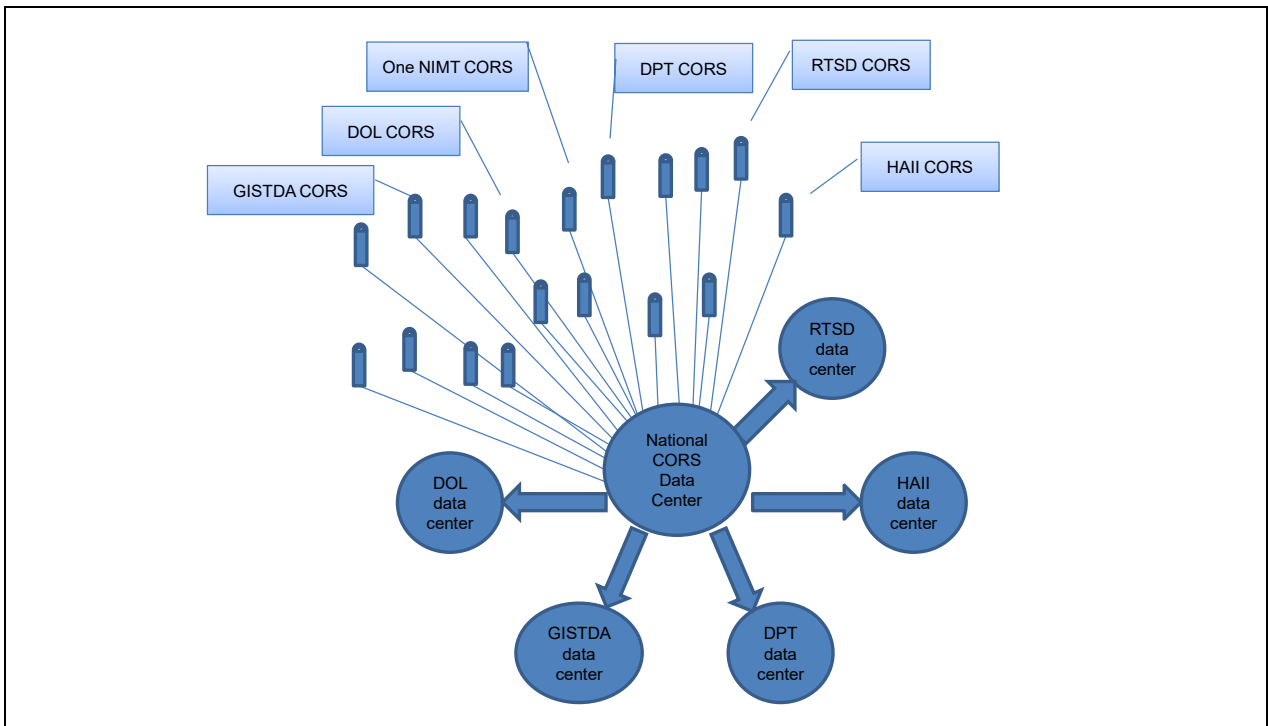 One NIMT CORS
DPT CORS
RTSD CORS
DOL CORS
HAII CORS
GISTDA CORS
RTSD
data
center
National
CORS
Data
Center
DOL
data
center
HAII
data
center
GISTDA
data
center
DPT
data
center